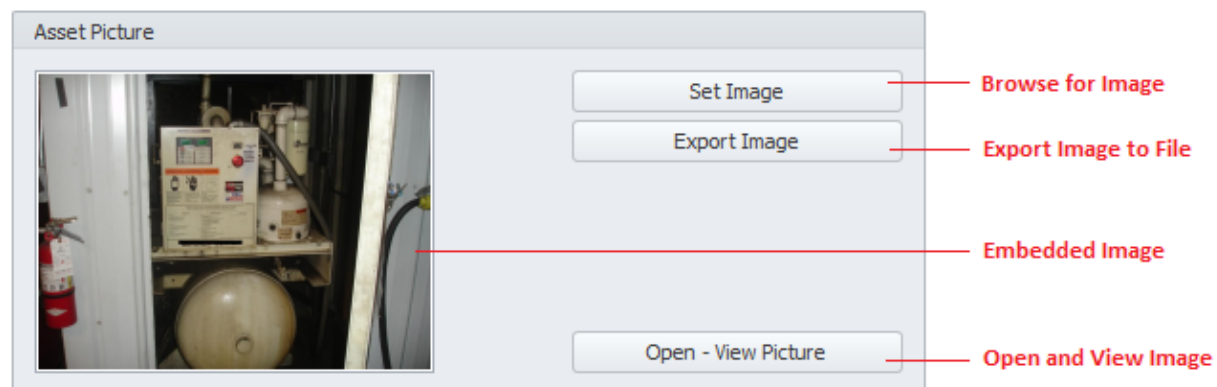 Asset Picture
Set Image
Browse for Image
Export Image
Export Image to File
Embedded Image
Open - View Picture
Open and View Image